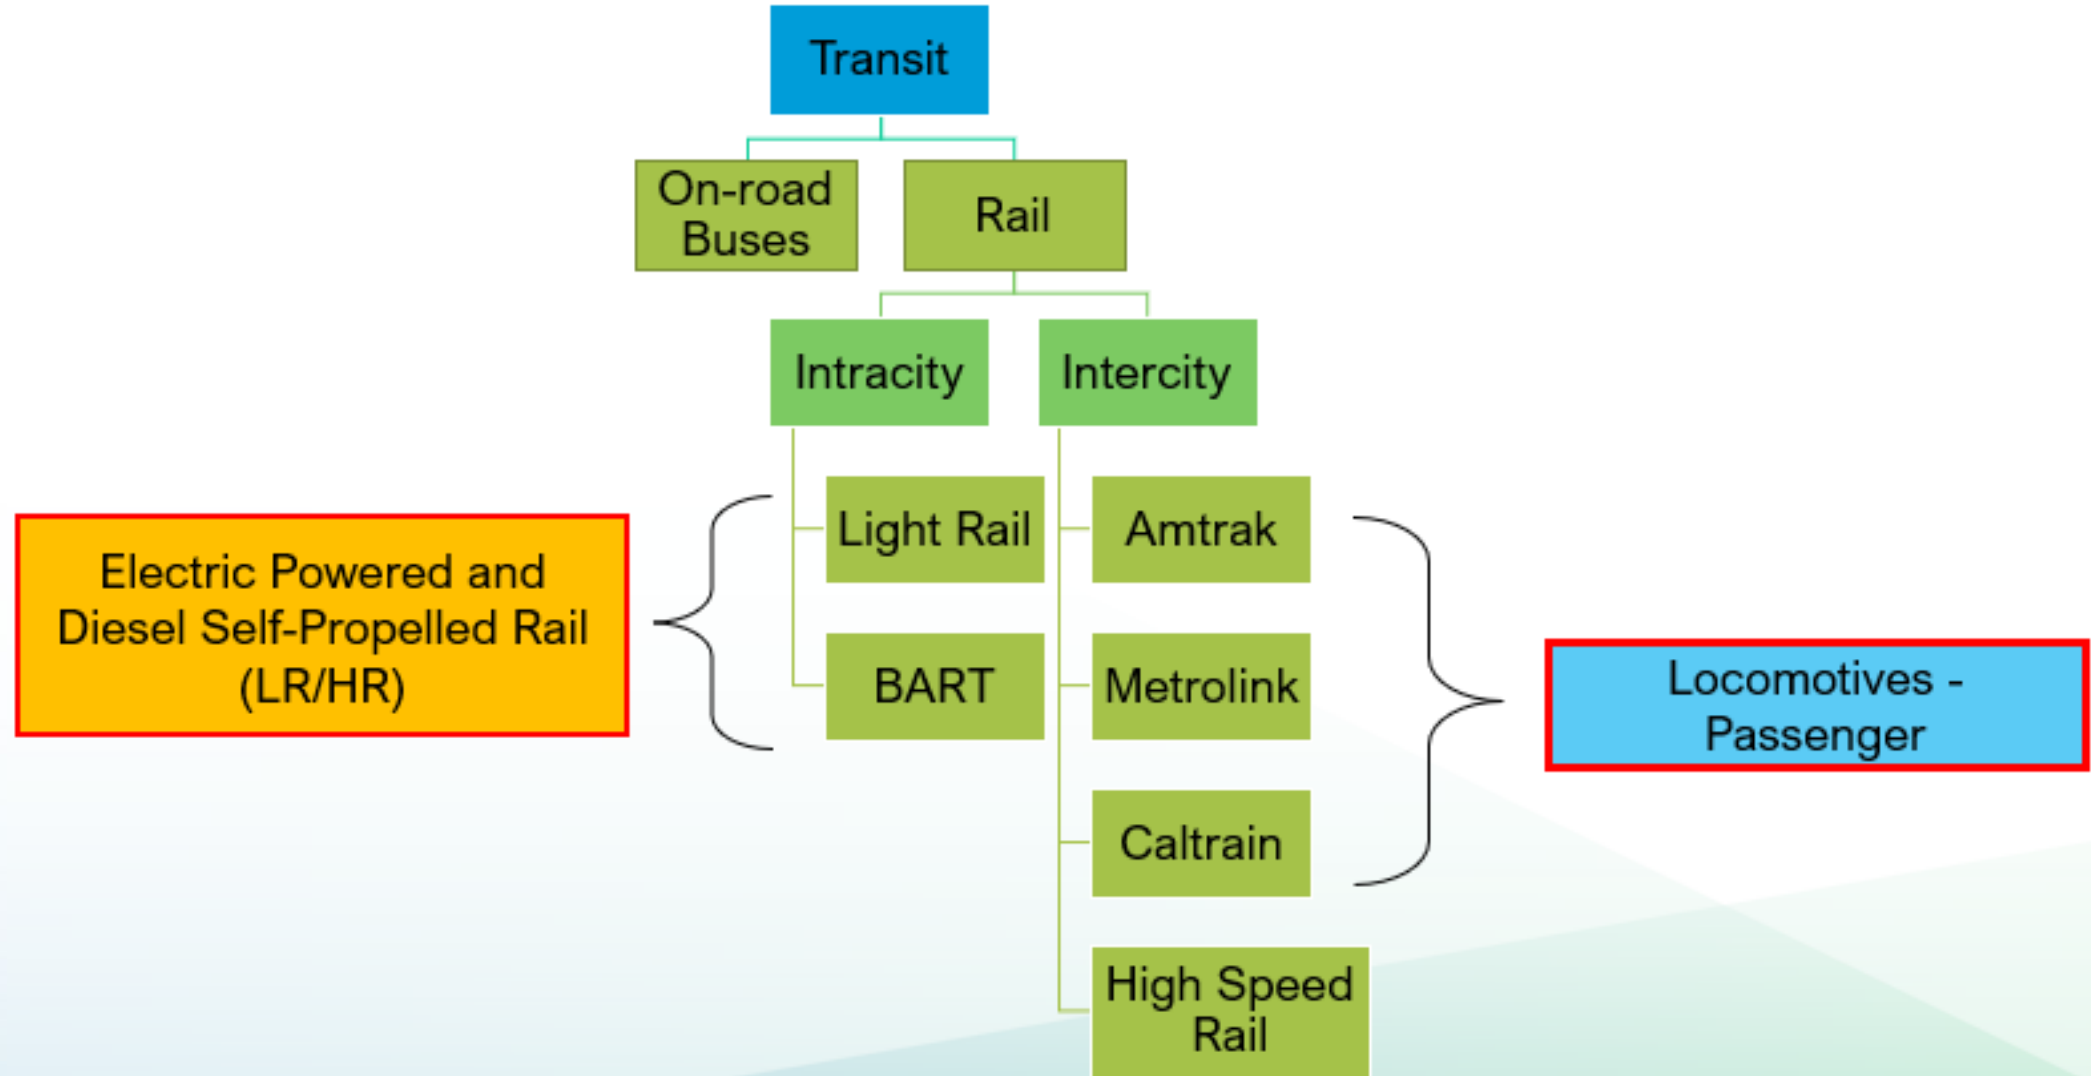 Transit
On-road
Buses
Rail
Intracity
Intercity
Light Rail
BART
Amtrak
Metrolink
Caltrain
High Speed
Rail
Electric Powered and
Diesel Self-Propelled Rail
(LR/HR)
Locomotives -
Passenger